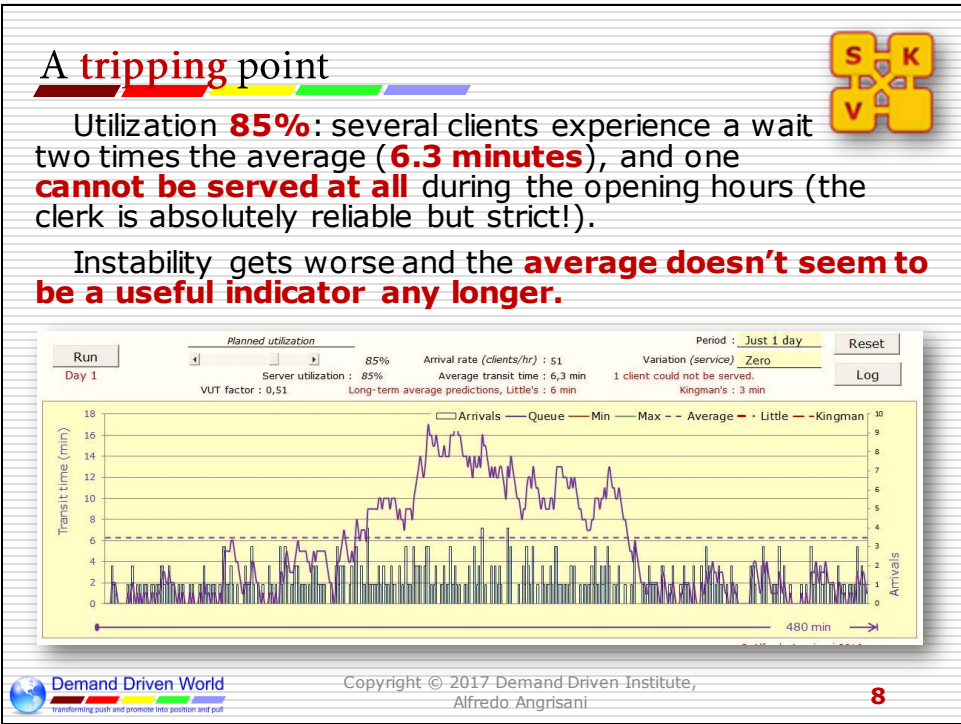 A tripping point
S K
V
Utilization 85%: several clients experience a wait
two times the average (6.3 minutes), and one
cannot be served at all during the opening hours (the
clerk is absolutely reliable but strict!).
Instability gets worse and the average doesn't seem to
be a useful indicator any longer.
Run
Day 1
Planned utilization
85%
Server utilization : 85%
VUT factor : 0,51
Arrival rate (clients/hr) : 51
Average transit time : 6,3 min
Long-term average predictions, Little's : 6 min
Period : Just 1 day
Variation (service) Zero
1 client could not be served.
Kingman's : 3 min
Reset
Log
Arrivals Queue Min Max Average Little Kingman
Transit time (min)
18
16
14
12
10
8
6
4
2
0
10
9
8
7
6
5
4
3
2
1
0
Arrivals
480 min
Demand Driven World
transforming push and promote into position and pull
Copyright © 2017 Demand Driven Institute,
Alfredo Angrisani
8